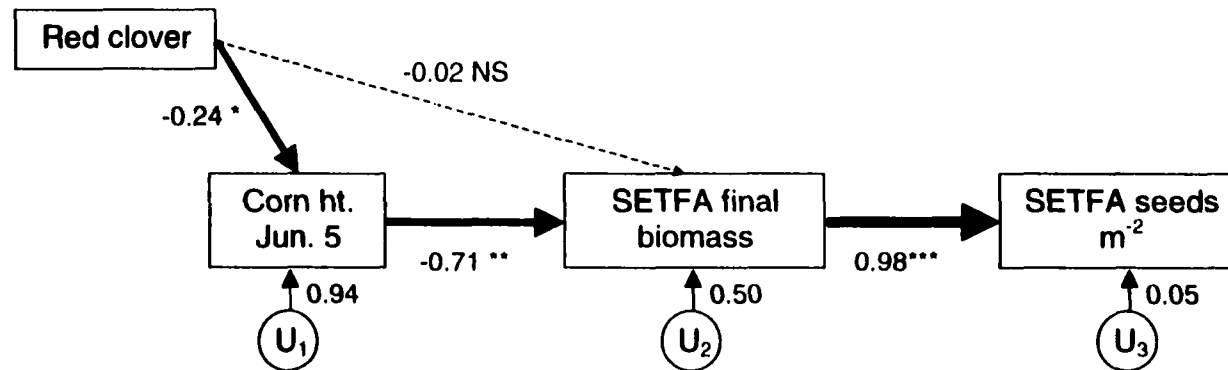 Red clover
-0.02 NS
-0.24 *
Corn ht.
Jun. 5
-0.71 **
SETFA final
biomass
0.98***
SETFA seeds
m⁻²
0.94
0.50
0.05
U₁
U₂
U₃